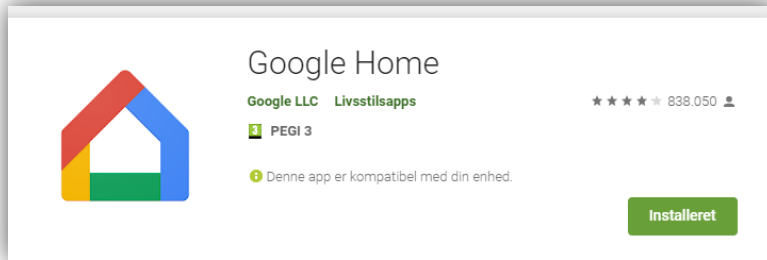 Google Home
Google LLC Livsstilsapps 838.050
3 PEGI 3
Denne app er kompatibel med din enhed.
Installeret